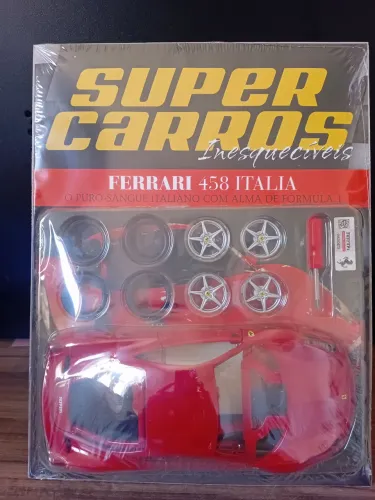 SUPER
CARROS
Inesquecíveis
FERRARI 458 ITALIA
O PURO-SANGUE ITALIANO COM ALMA DE FÓRMULA 1